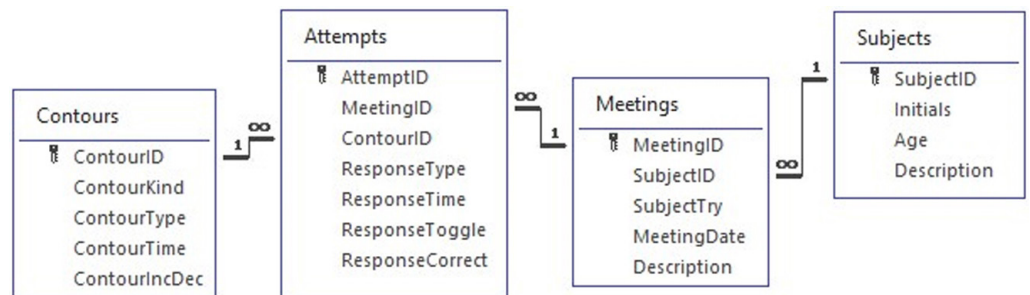 Contours
ContourID
ContourKind
ContourType
ContourTime
ContourIncDec
1
∞
Attempts
AttemptID
MeetingID
ContourID
ResponseType
ResponseTime
ResponseToggle
ResponseCorrect
∞
1
Meetings
MeetingID
SubjectID
SubjectTry
MeetingDate
Description
∞
1
Subjects
SubjectID
Initials
Age
Description